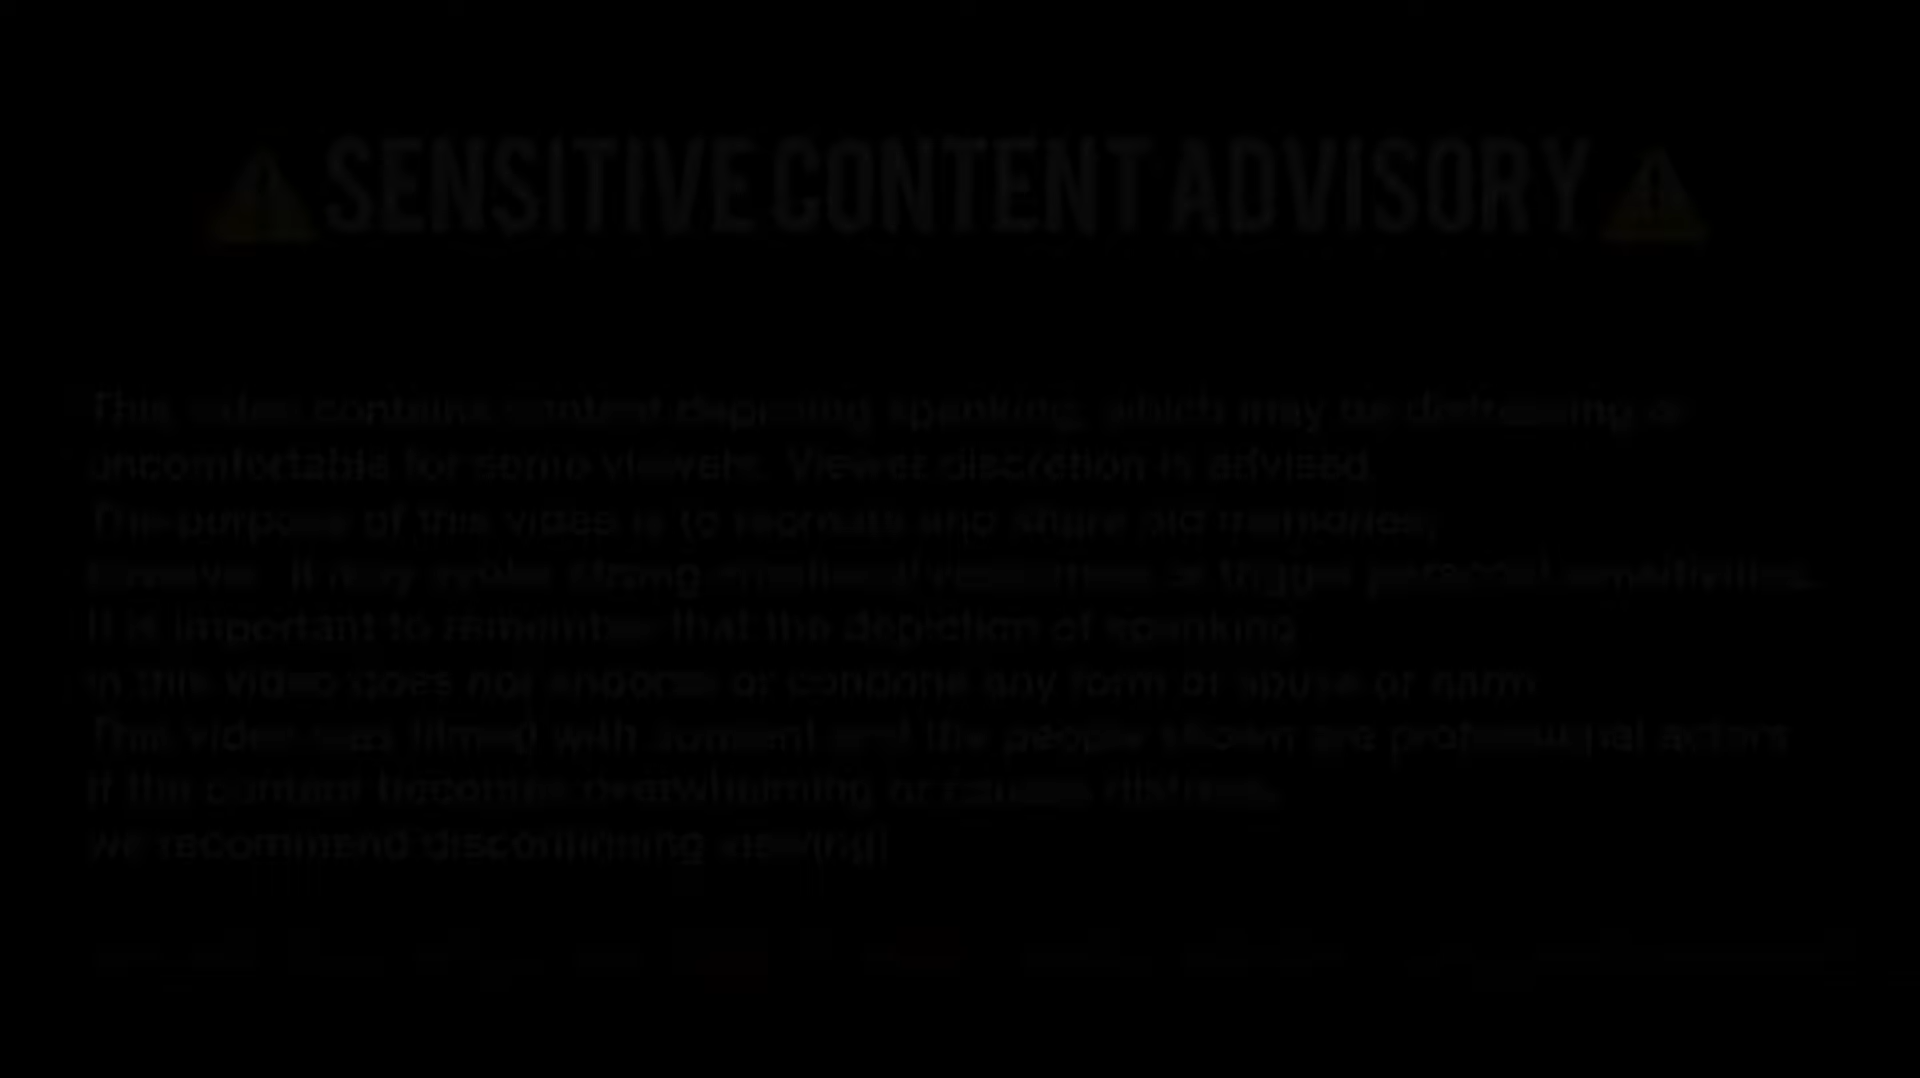 SENSITIVE CONTENT ADVISORY
This video contains content depicting spanking, which may be distressing or
uncomfortable for some viewers. Viewer discretion is advised.
The purpose of this video is to recreate and share old memories,
however, it may evoke strong emotional responses or trigger personal sensitivities.
It is important to remember that the depiction of spanking
in this video does not endorse or condone any form of abuse or harm.
This video was filmed with consent and the people shown are professional actors
If the content becomes overwhelming or causes distress,
we recommend discontinuing viewing!